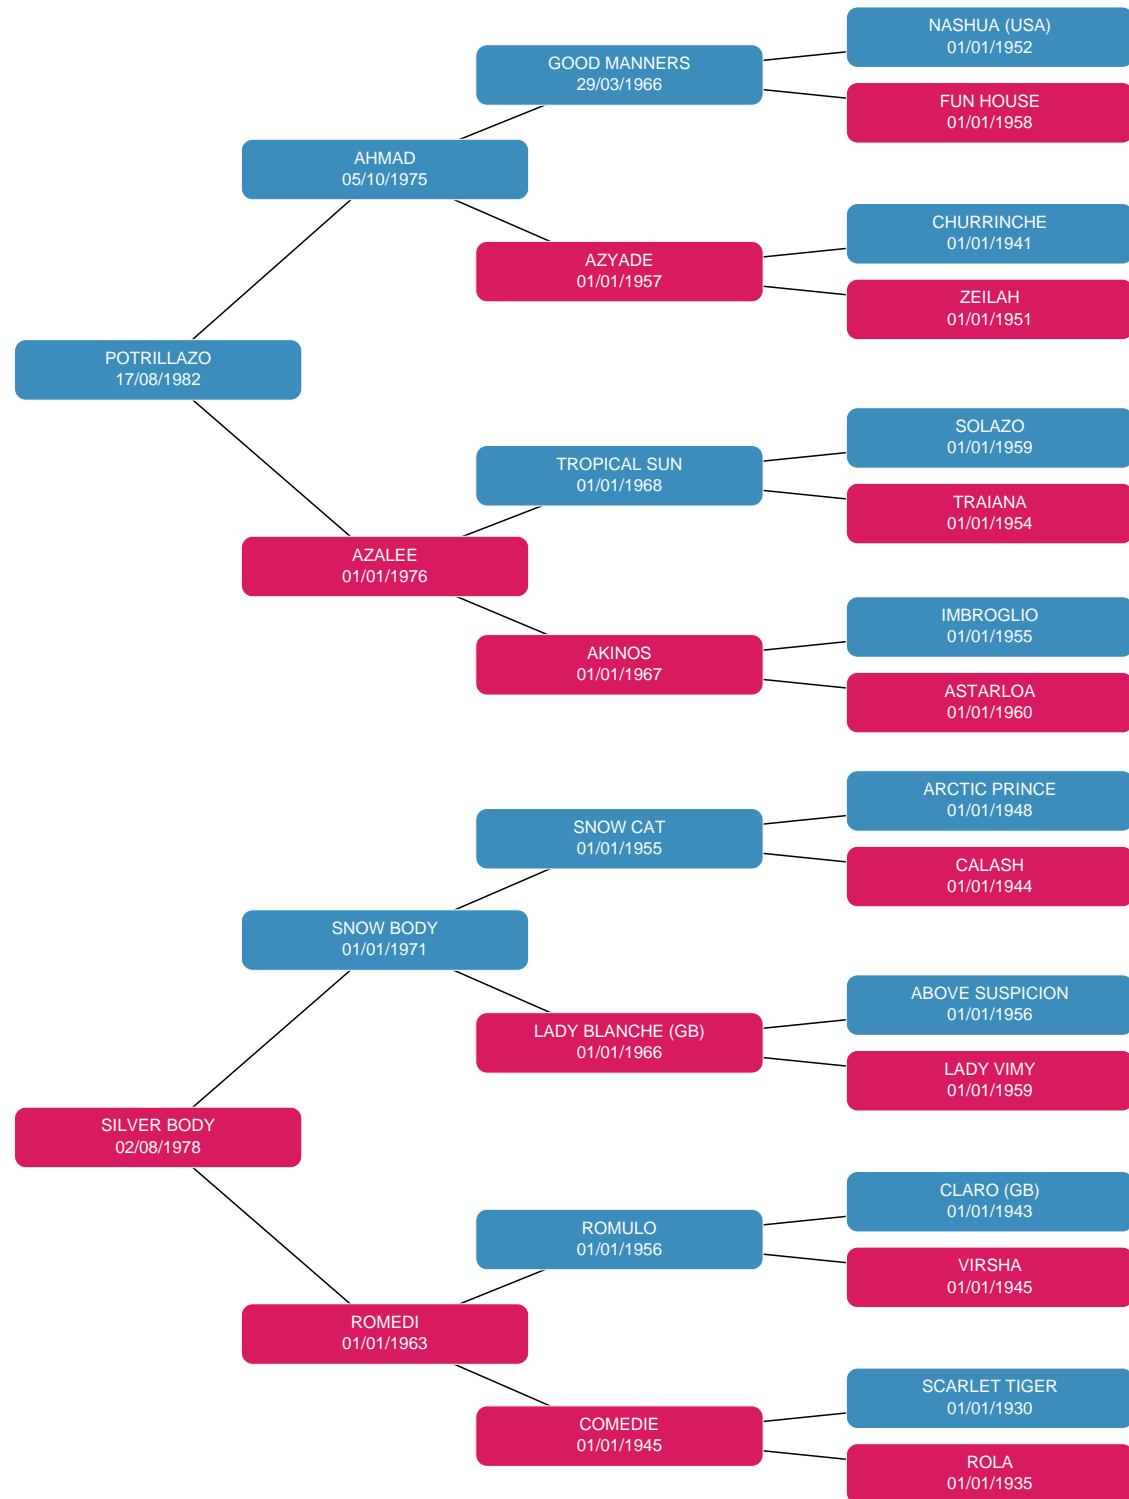 NASHUA (USA)
01/01/1952
GOOD MANNERS
29/03/1966
FUN HOUSE
01/01/1958
AHMAD
05/10/1975
CHURRINCHE
01/01/1941
AZYADE
01/01/1957
ZEILAH
01/01/1951
POTRILLAZO
17/08/1982
SOLAZO
01/01/1959
TROPICAL SUN
01/01/1968
TRAIANA
01/01/1954
AZALEE
01/01/1976
IMBROGLIO
01/01/1955
AKINOS
01/01/1967
ASTARLOA
01/01/1960
ARCTIC PRINCE
01/01/1948
SNOW CAT
01/01/1955
CALASH
01/01/1944
SNOW BODY
01/01/1971
ABOVE SUSPICION
01/01/1956
LADY BLANCHE (GB)
01/01/1966
LADY VIMY
01/01/1959
SILVER BODY
02/08/1978
CLARO (GB)
01/01/1943
ROMULO
01/01/1956
VIRSHA
01/01/1945
ROMEDI
01/01/1963
SCARLET TIGER
01/01/1930
COMEDIE
01/01/1945
ROLA
01/01/1935